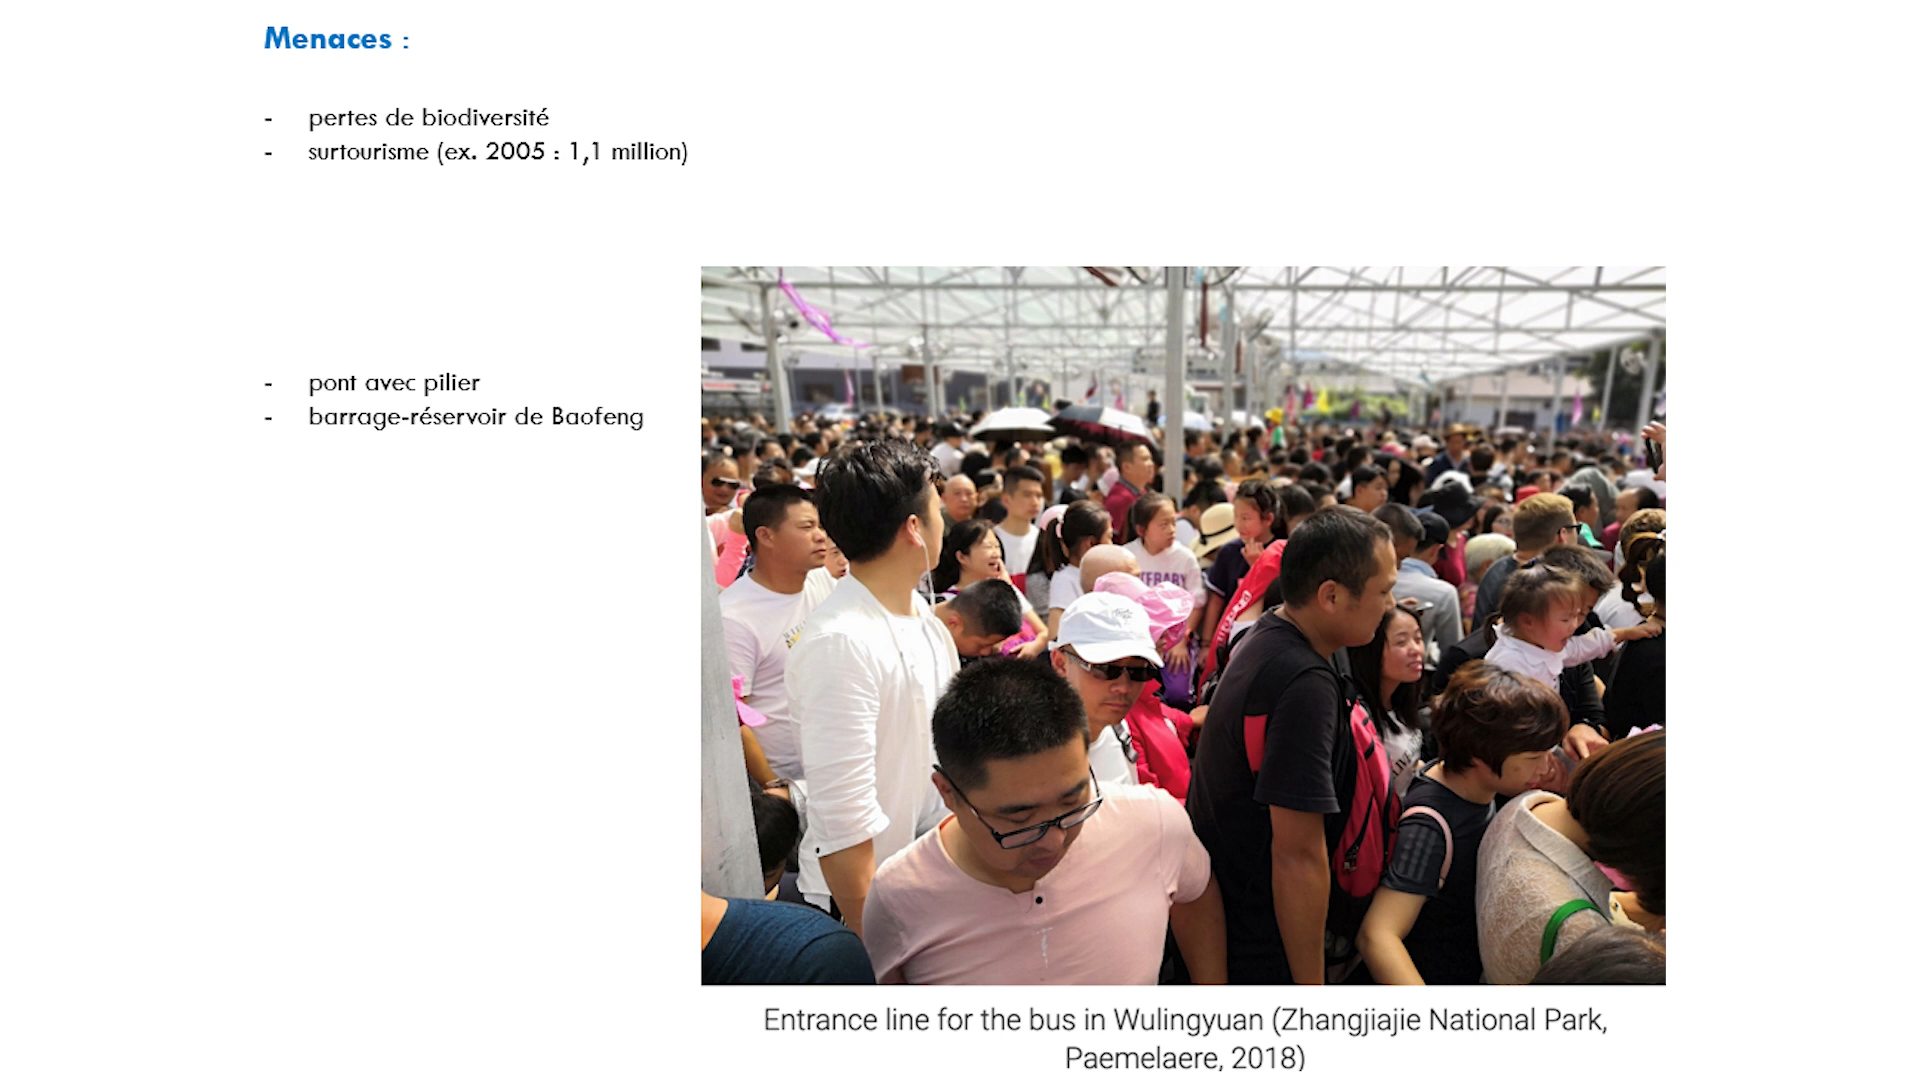 Menaces :
- pertes de biodiversité
- surtourisme (ex. 2005 : 1,1 million)
- pont avec pilier
- barrage-réservoir de Baofeng
Entrance line for the bus in Wulingyuan (Zhangjiajie National Park,
Paemelaere, 2018)